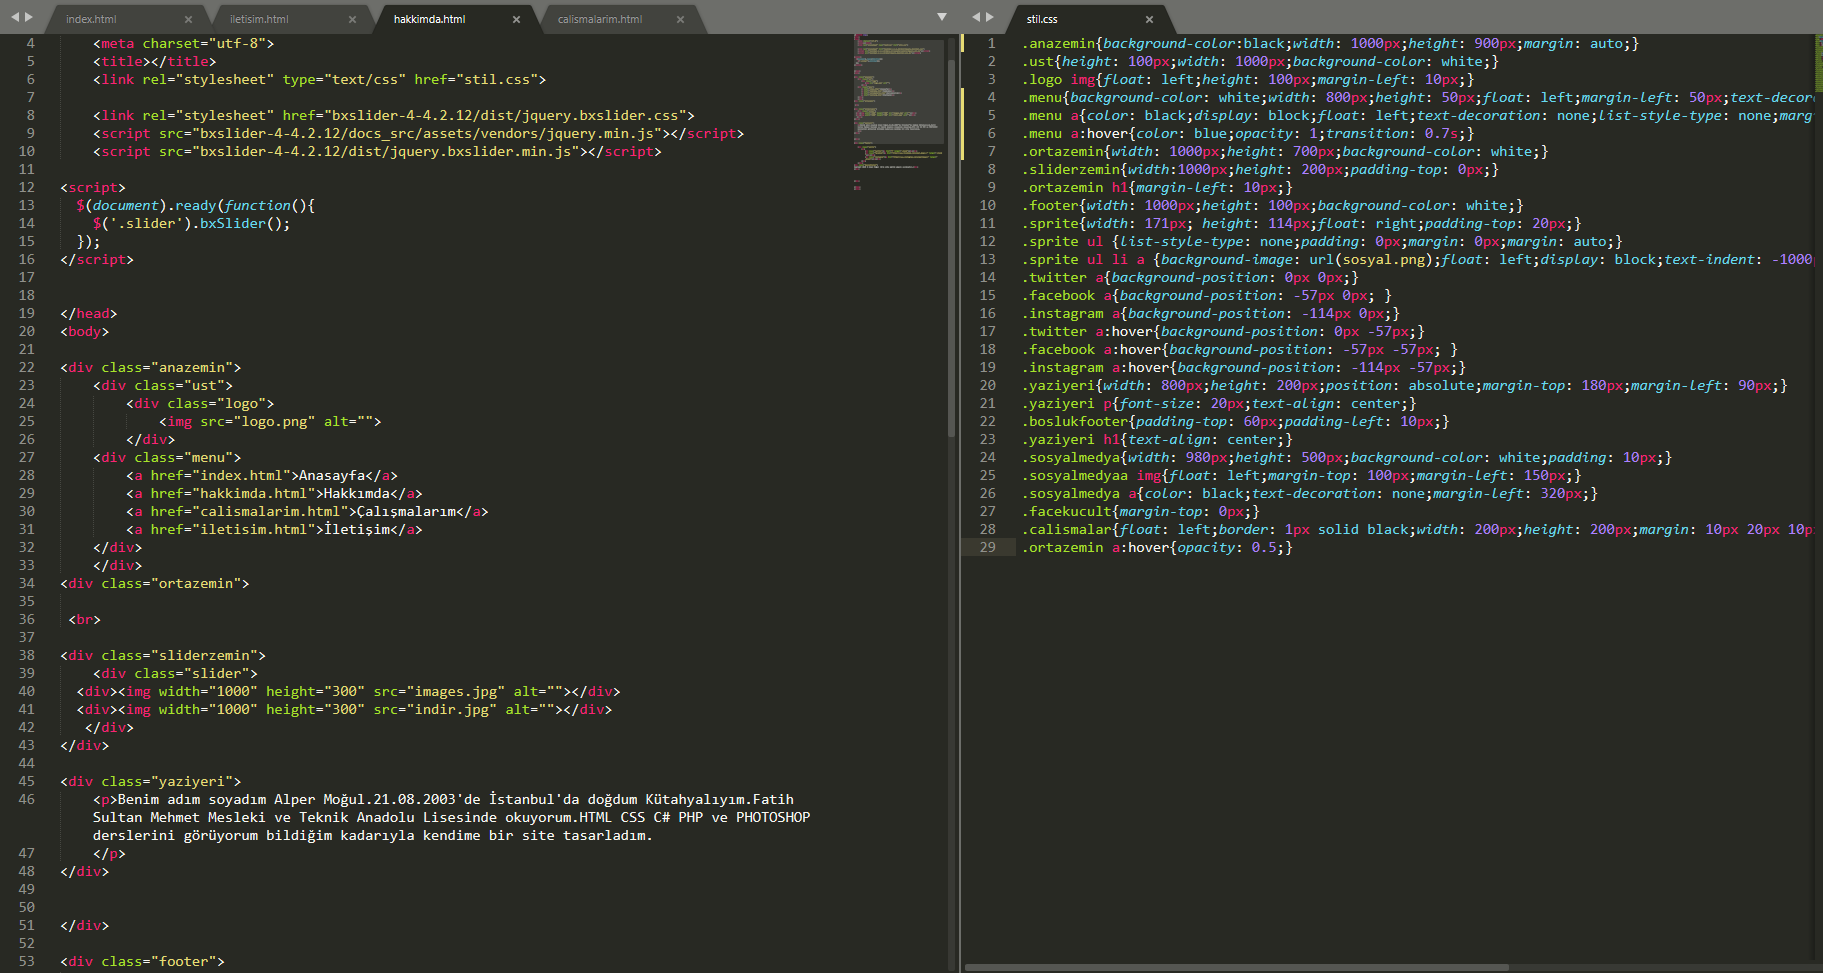 index.html × iletisim.html × hakkimda.html × calismalarim.html ×
4 <meta charset="utf-8">
5 <title></title>
6 <link rel="stylesheet" type="text/css" href="stil.css">
7
8 <link rel="stylesheet" href="bxslider-4-4.2.12/dist/jquery.bxslider.css">
9 <script src="bxslider-4-4.2.12/docs_src/assets/vendors/jquery.min.js"></script>
10 <script src="bxslider-4-4.2.12/dist/jquery.bxslider.min.js"></script>
11
12 <script>
13 $(document).ready(function(){
14 $('.slider').bxSlider();
15 });
16 </script>
17
18
19 </head>
20 <body>
21
22 <div class="anazemin">
23 <div class="ust">
24 <div class="logo">
25 <img src="logo.png" alt="">
26 </div>
27 <div class="menu">
28 <a href="index.html">Anasayfa</a>
29 <a href="hakkimda.html">Hakkımda</a>
30 <a href="calismalarim.html">Çalışmalarım</a>
31 <a href="iletisim.html">İletişim</a>
32 </div>
33 </div>
34 <div class="ortazemin">
35
36 <br>
37
38 <div class="sliderzemin">
39 <div class="slider">
40 <div><img width="1000" height="300" src="images.jpg" alt=""></div>
41 <div><img width="1000" height="300" src="indir.jpg" alt=""></div>
42 </div>
43 </div>
44
45 <div class="yaziyeri">
46 <p>Benim adım soyadım Alper Moğul.21.08.2003'de İstanbul'da doğdum Kütahyalıyım.Fatih
Sultan Mehmet Mesleki ve Teknik Anadolu Lisesinde okuyorum.HTML CSS C# PHP ve PHOTOSHOP
derslerini görüyorum bildiğim kadarıyla kendime bir site tasarladım.
47 </p>
48 </div>
49
50
51 </div>
52
53 <div class="footer">
stil.css ×
1 .anazemin{background-color:black;width: 1000px;height: 900px;margin: auto;}
2 .ust{height: 100px;width: 1000px;background-color: white;}
3 .logo img{float: left;height: 100px;margin-left: 10px;}
4 .menu{background-color: white;width: 800px;height: 50px;float: left;margin-left: 50px;text-decor
5 .menu a{color: black;display: block;float: left;text-decoration: none;list-style-type: none;marg
6 .menu a:hover{color: blue;opacity: 1;transition: 0.7s;}
7 .ortazemin{width: 1000px;height: 700px;background-color: white;}
8 .sliderzemin{width:1000px;height: 200px;padding-top: 0px;}
9 .ortazemin h1{margin-left: 10px;}
10 .footer{width: 1000px;height: 100px;background-color: white;}
11 .sprite{width: 171px; height: 114px;float: right;padding-top: 20px;}
12 .sprite ul {list-style-type: none;padding: 0px;margin: 0px;margin: auto;}
13 .sprite ul li a {background-image: url(sosyal.png);float: left;display: block;text-indent: -1000p
14 .twitter a{background-position: 0px 0px;}
15 .facebook a{background-position: -57px 0px; }
16 .instagram a{background-position: -114px 0px;}
17 .twitter a:hover{background-position: 0px -57px;}
18 .facebook a:hover{background-position: -57px -57px; }
19 .instagram a:hover{background-position: -114px -57px;}
20 .yaziyeri{width: 800px;height: 200px;position: absolute;margin-top: 180px;margin-left: 90px;}
21 .yaziyeri p{font-size: 20px;text-align: center;}
22 .boslukfooter{padding-top: 60px;padding-left: 10px;}
23 .yaziyeri h1{text-align: center;}
24 .sosyalmedya{width: 980px;height: 500px;background-color: white;padding: 10px;}
25 .sosyalmedyaa img{float: left;margin-top: 100px;margin-left: 150px;}
26 .sosyalmedya a{color: black;text-decoration: none;margin-left: 320px;}
27 .facekucult{margin-top: 0px;}
28 .calismalar{float: left;border: 1px solid black;width: 200px;height: 200px;margin: 10px 20px 10p
29 .ortazemin a:hover{opacity: 0.5;}